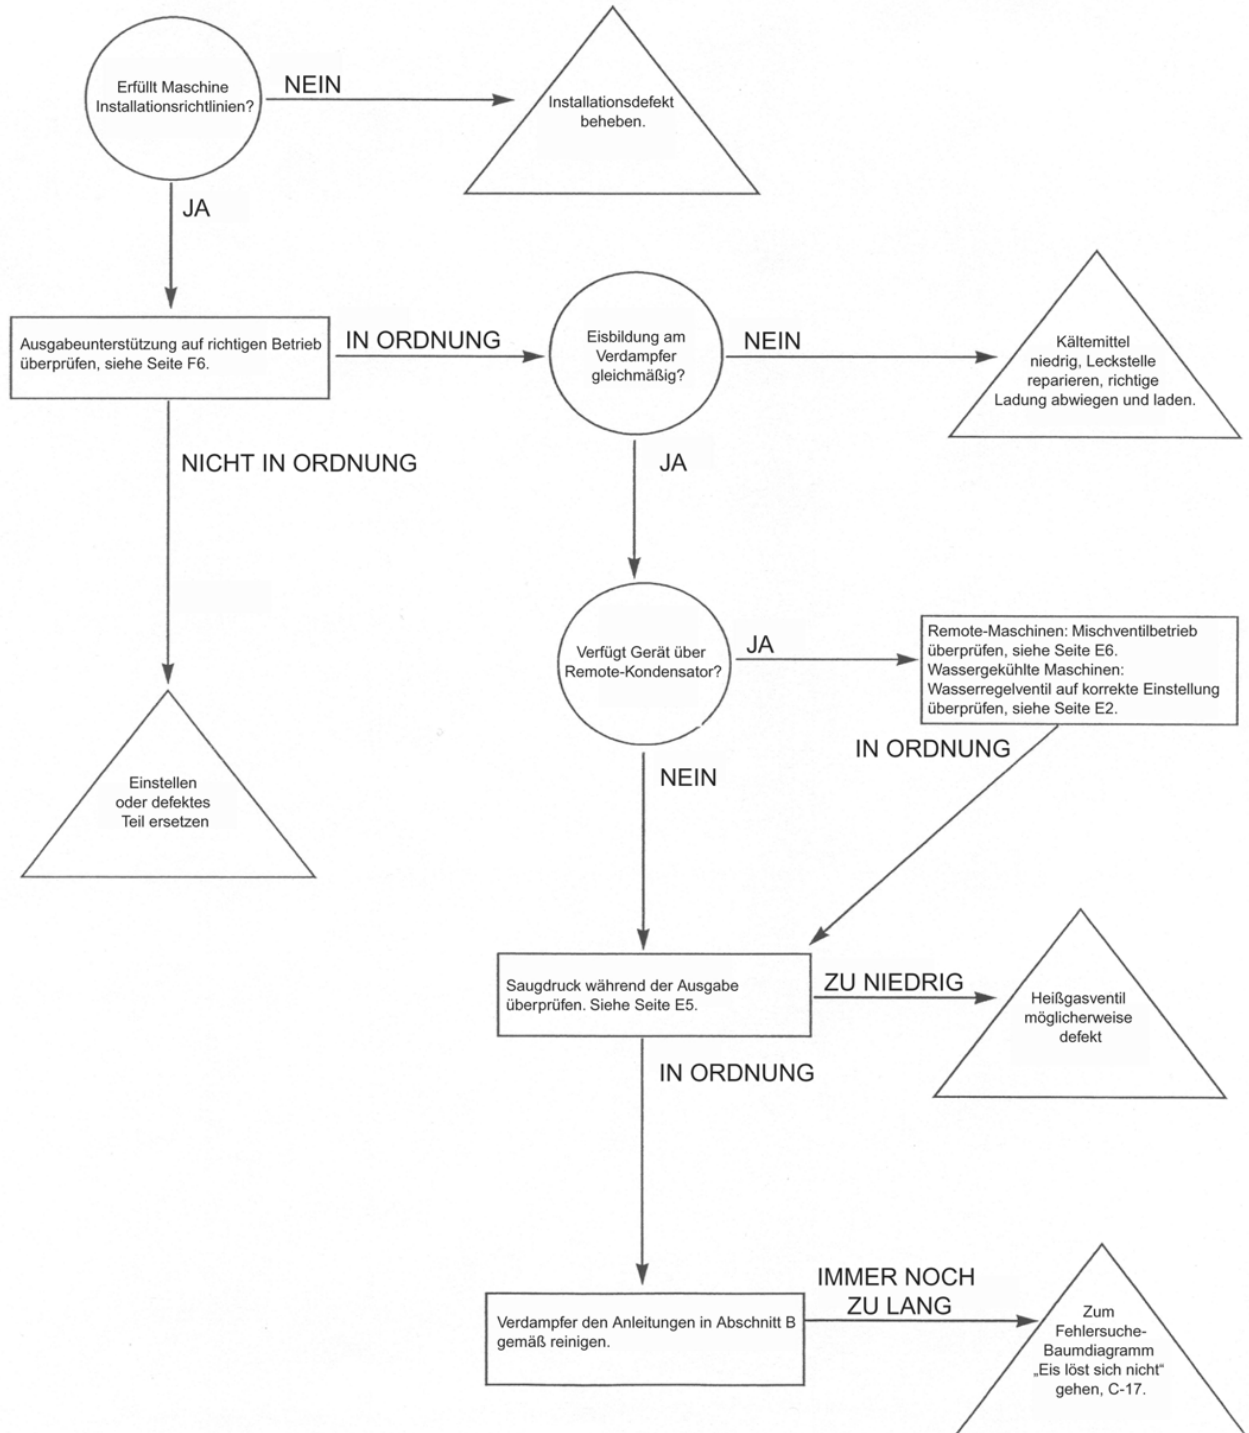 Erfüllt Maschine
Installationsrichtlinien?
NEIN
Installationsdefekt
beheben.
JA
Ausgabeunterstützung auf richtigen Betrieb
überprüfen, siehe Seite F6.
IN ORDNUNG
Eisbildung am
Verdampfer
gleichmäßig?
NEIN
Kältemittel
niedrig, Leckstelle
reparieren, richtige
Ladung abwiegen und laden.
NICHT IN ORDNUNG
JA
Einstellen
oder defektes
Teil ersetzen
Verfügt Gerät über
Remote-Kondensator?
JA
Remote-Maschinen: Mischventilbetrieb
überprüfen, siehe Seite E6.
Wassergekühlte Maschinen:
Wasserregelventil auf korrekte Einstellung
überprüfen, siehe Seite E2.
IN ORDNUNG
NEIN
Saugdruck während der Ausgabe
überprüfen. Siehe Seite E5.
ZU NIEDRIG
Heißgasventil
möglicherweise
defekt
IN ORDNUNG
Verdampfer den Anleitungen in Abschnitt B
gemäß reinigen.
IMMER NOCH
ZU LANG
Zum
Fehlersuche-
Baumdiagramm
„Eis löst sich nicht“
gehen, C-17.